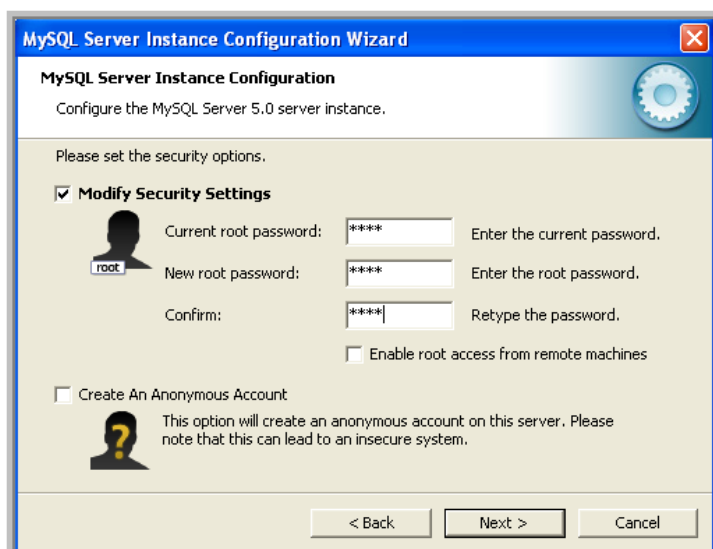 MySQL Server Instance Configuration Wizard
MySQL Server Instance Configuration
Configure the MySQL Server 5.0 server instance.
Please set the security options.
Modify Security Settings
root
Current root password: **** Enter the current password.
New root password: **** Enter the root password.
Confirm: **** Retype the password.
Enable root access from remote machines
Create An Anonymous Account
?
This option will create an anonymous account on this server. Please
note that this can lead to an insecure system.
< Back Next > Cancel